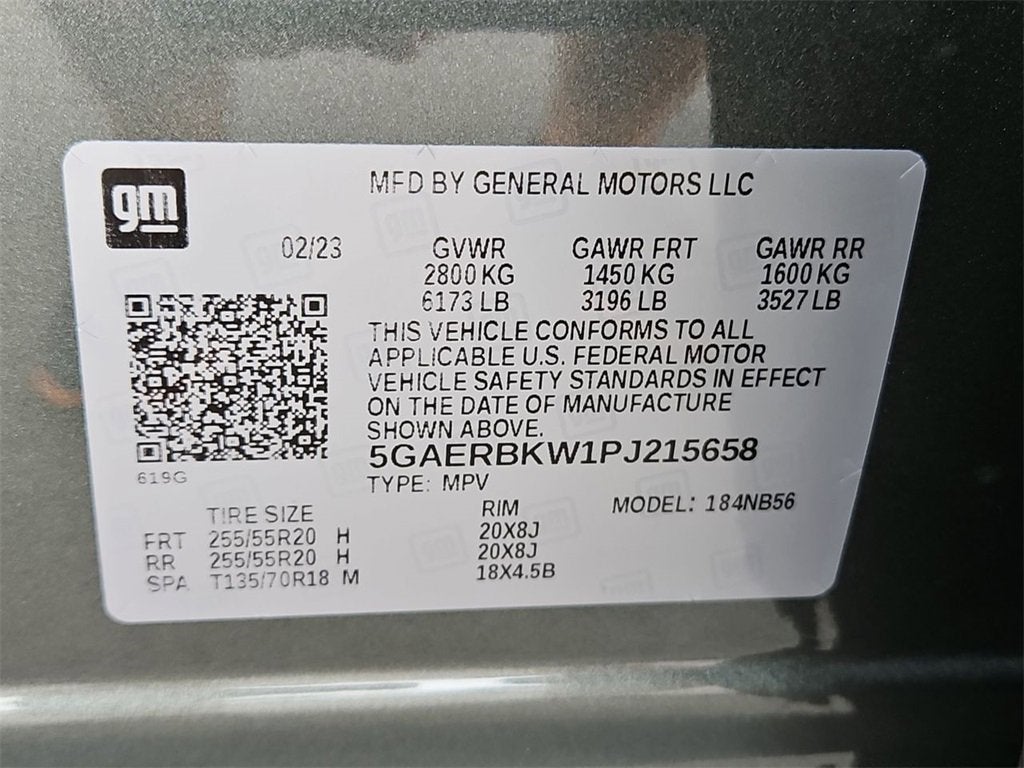 gm
MFD BY GENERAL MOTORS LLC
02/23 GVWR GAWR FRT GAWR RR
2800 KG 1450 KG 1600 KG
6173 LB 3196 LB 3527 LB
THIS VEHICLE CONFORMS TO ALL
APPLICABLE U.S. FEDERAL MOTOR
VEHICLE SAFETY STANDARDS IN EFFECT
ON THE DATE OF MANUFACTURE
SHOWN ABOVE.
5GAERBKW1PJ215658
619G
TYPE: MPV
TIRE SIZE RIM MODEL: 184NB56
FRT 255/55R20 H 20X8J
RR 255/55R20 H 20X8J
SPA T135/70R18 M 18X4.5B